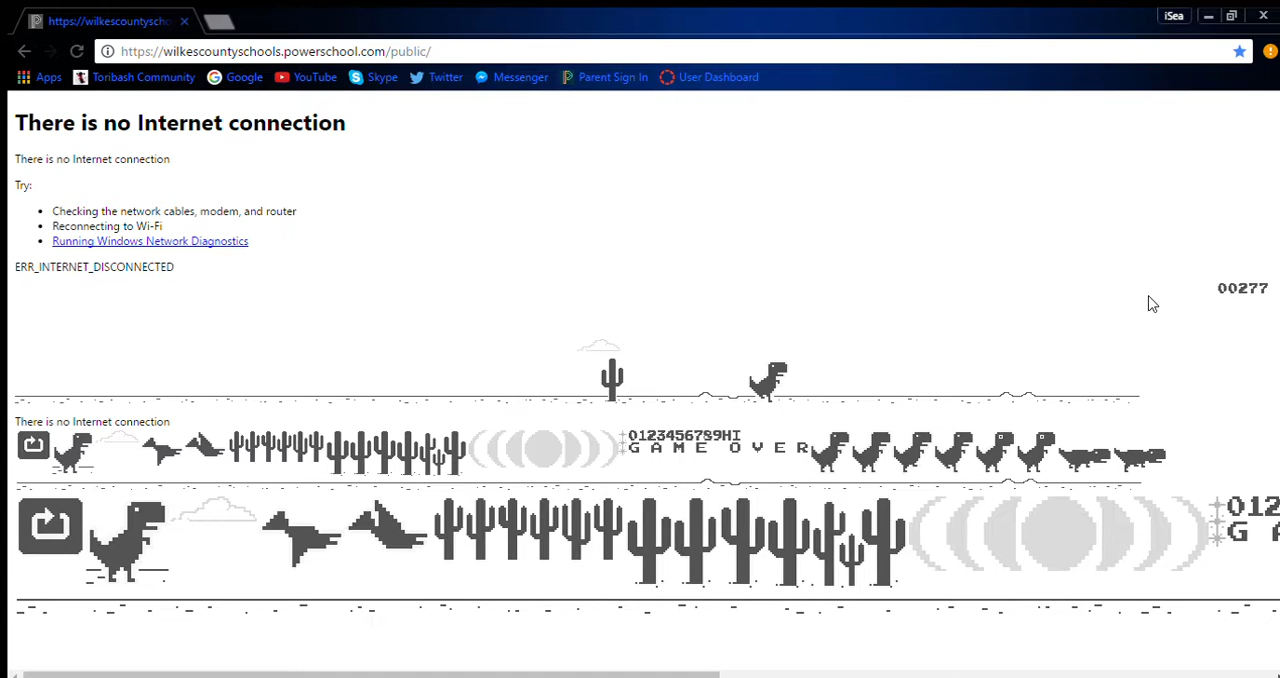 https://wilkescountyscho
iSea
https://wilkescountyschools.powerschool.com/public/
Apps Toribash Community Google YouTube Skype Twitter Messenger Parent Sign In User Dashboard
There is no Internet connection
There is no Internet connection
Try:
Checking the network cables, modem, and router
Reconnecting to Wi-Fi
Running Windows Network Diagnostics
ERR_INTERNET_DISCONNECTED
00277
There is no Internet connection
0123456789HI
GAME OVER
012
G A